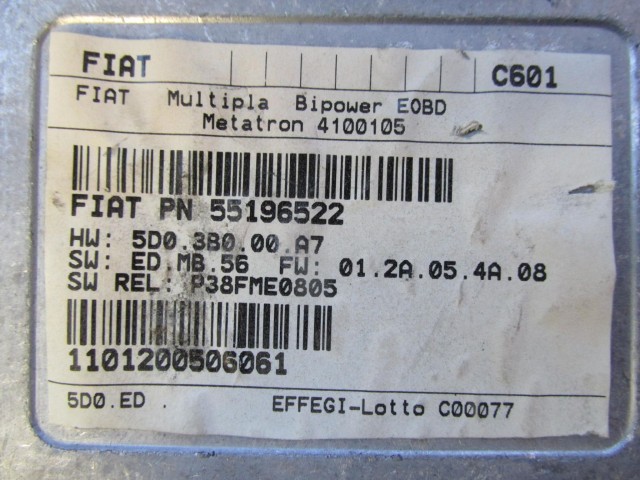 FIAT C601
FIAT Multipla Bipower EOBD
Metatron 4100105
FIAT PN 55196522
HW: 5D0.3B0.00.A7
SW: ED.MB.56 FW: 01.2A.05.4A.08
SW REL: P38FME0805
1101200506061
5D0.ED . EFFEGI-Lotto C00077